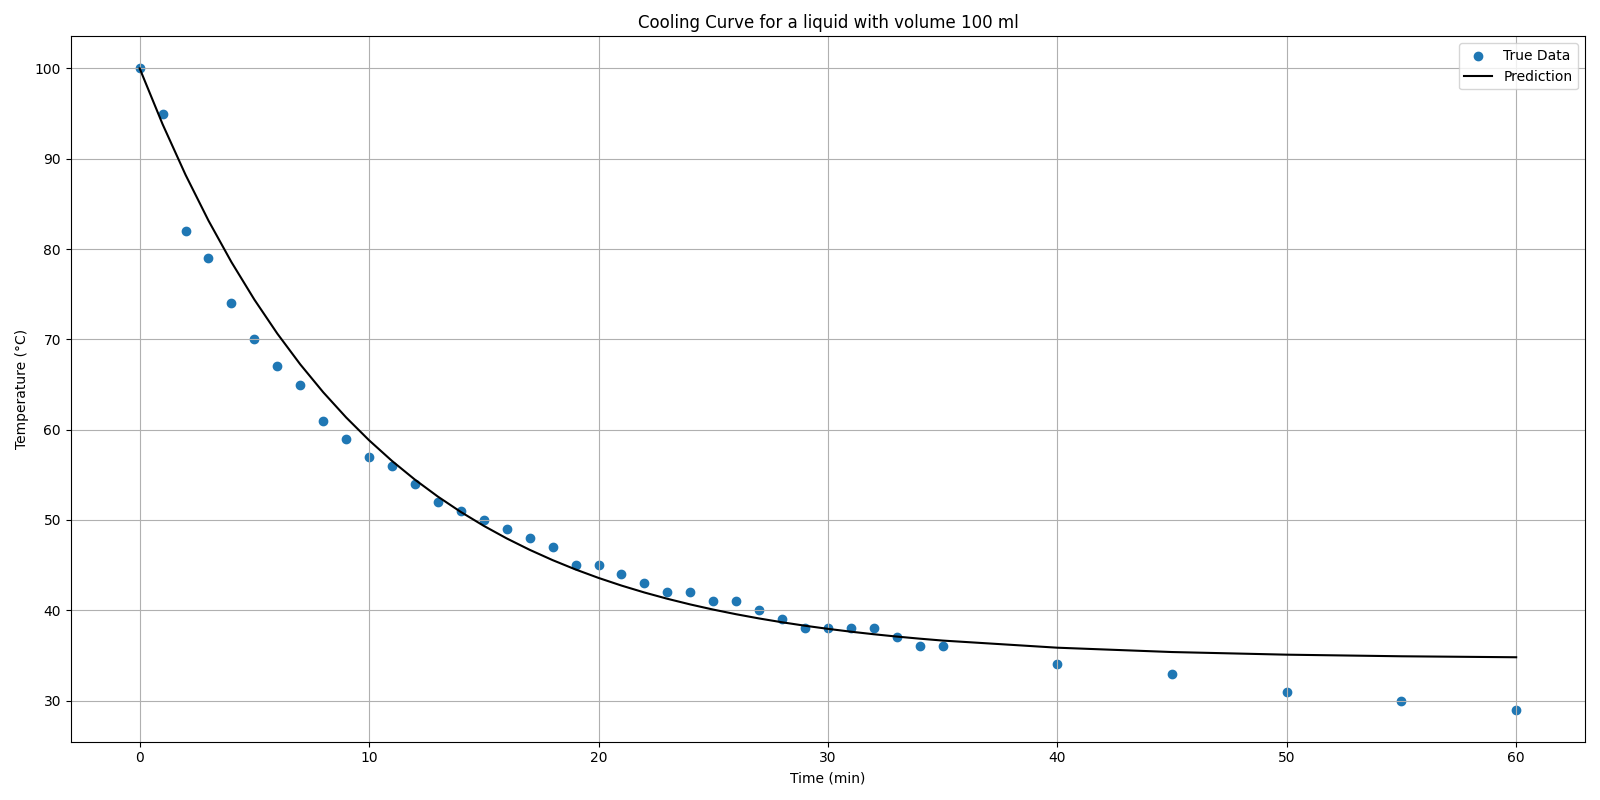 Cooling Curve for a liquid with volume 100 ml
True Data
Prediction
100
90
80
70
60
50
40
30
Temperature (°C)
0 10 20 30 40 50 60
Time (min)